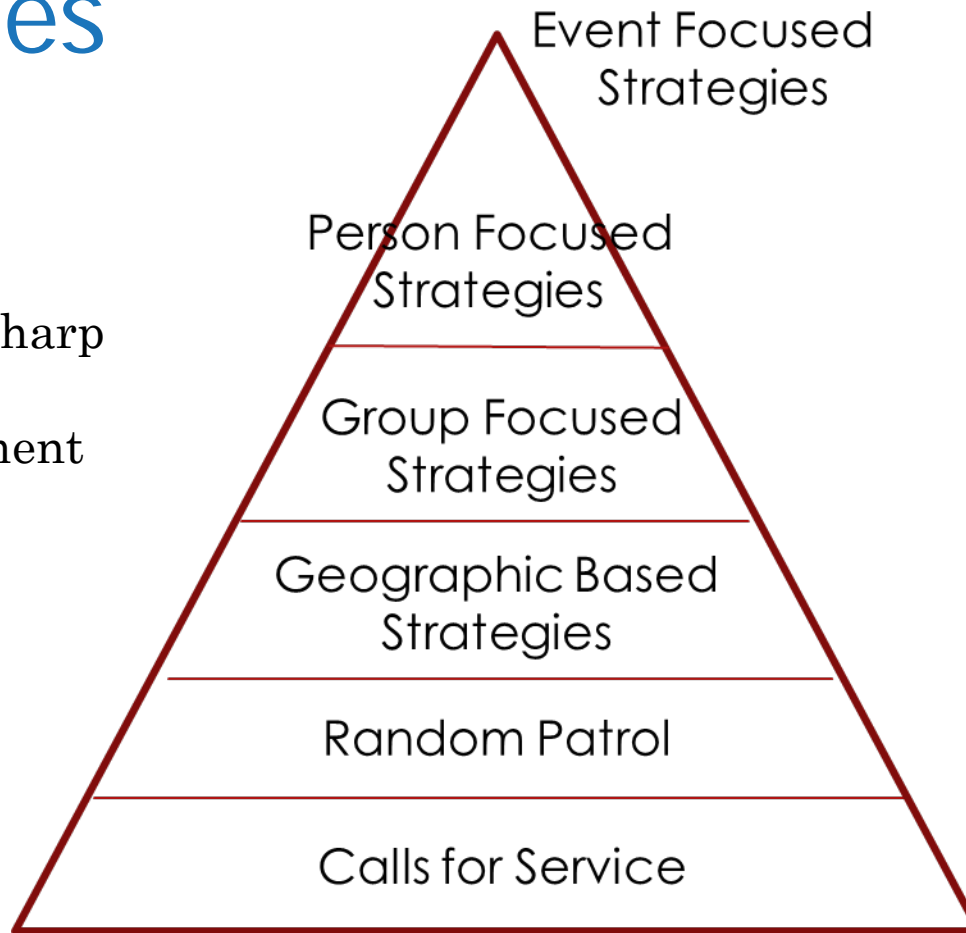 es
harp
ment
Event Focused
Strategies
Person Focused
Strategies
Group Focused
Strategies
Geographic Based
Strategies
Random Patrol
Calls for Service